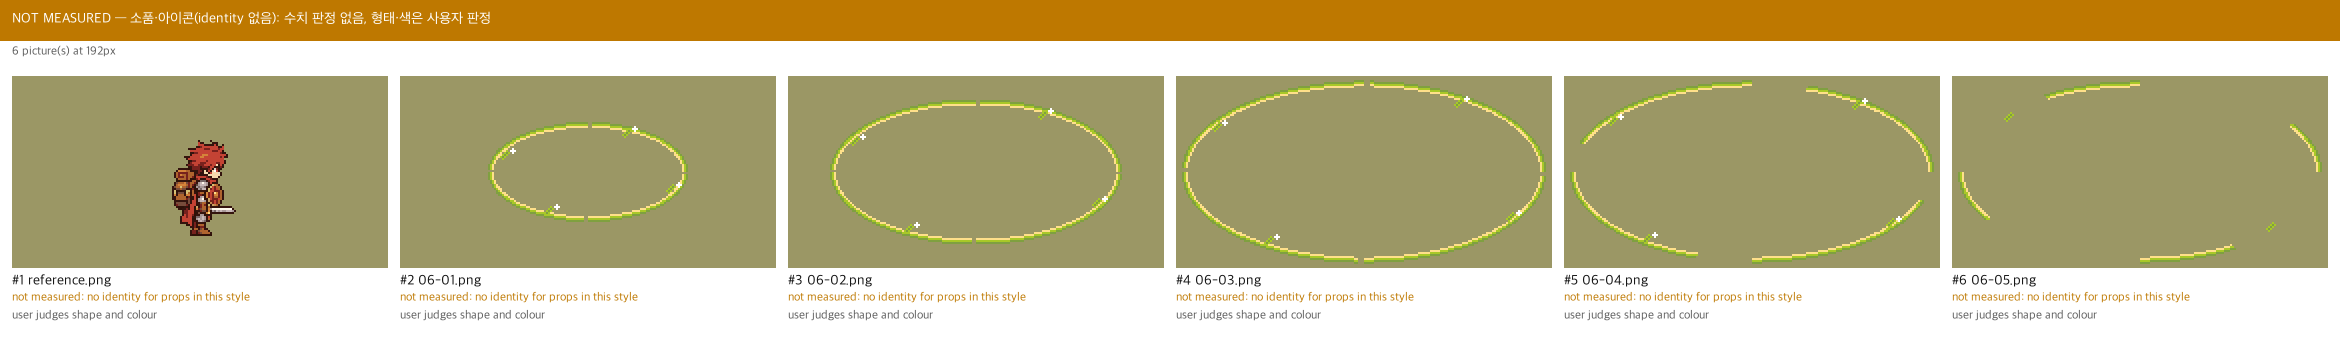 NOT MEASURED — 소품·아이콘(identity 없음): 수치 판정 없음, 형태·색은 사용자 판정
6 picture(s) at 192px
#1 reference.png
not measured: no identity for props in this style
user judges shape and colour
#2 06-01.png
not measured: no identity for props in this style
user judges shape and colour
#3 06-02.png
not measured: no identity for props in this style
user judges shape and colour
#4 06-03.png
not measured: no identity for props in this style
user judges shape and colour
#5 06-04.png
not measured: no identity for props in this style
user judges shape and colour
#6 06-05.png
not measured: no identity for props in this style
user judges shape and colour